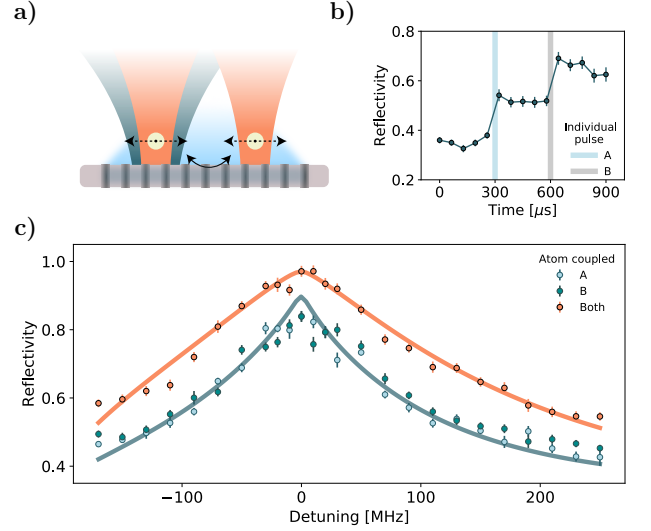 a)
b)
Reflectivity
0.8
0.6
0.4
0.2
0
300
600
900
Time [μs]
Individual
pulse
A
B
c)
Reflectivity
1.0
0.8
0.6
0.4
−100
0
100
200
Detuning [MHz]
Atom coupled
A
B
Both